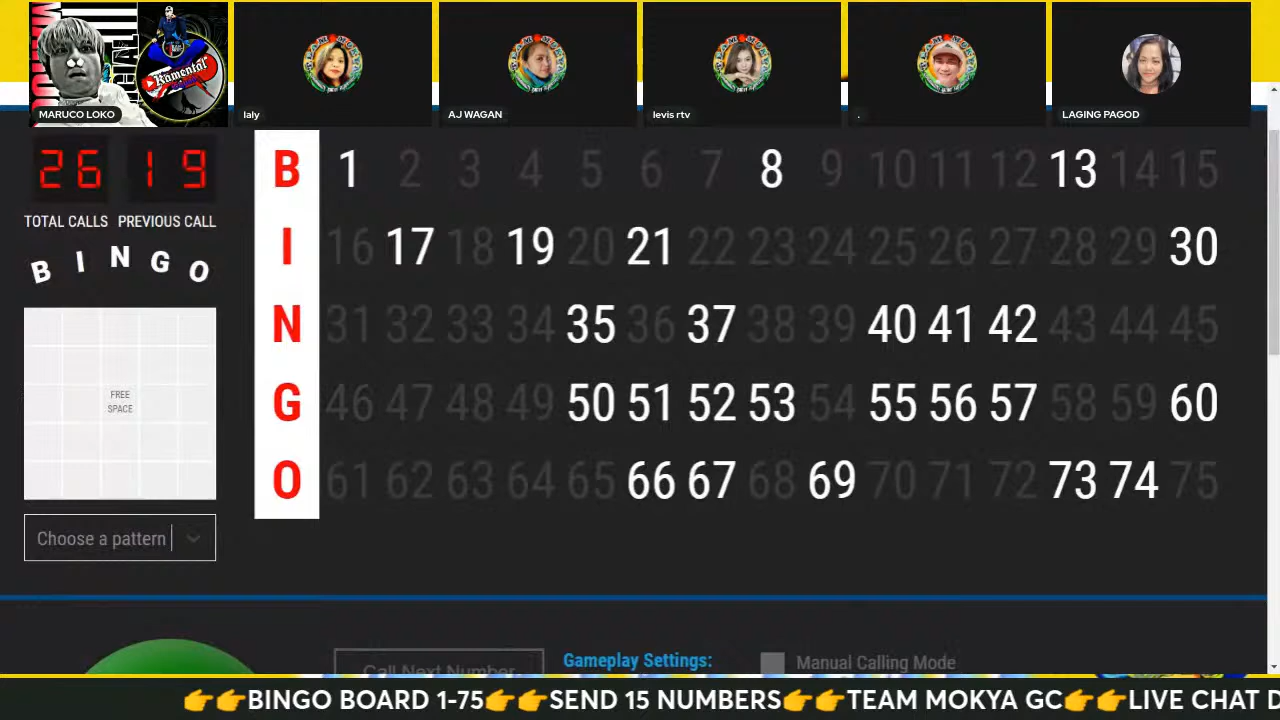 Kamental
MARUCO LOKO
laly
AJ WAGAN
levis rtv
.
LAGING PAGOD
26 19
TOTAL CALLS PREVIOUS CALL
BINGO
FREE
SPACE
Choose a pattern
B 1 2 3 4 5 6 7 8 9 10 11 12 13 14 15
I 16 17 18 19 20 21 22 23 24 25 26 27 28 29 30
N 31 32 33 34 35 36 37 38 39 40 41 42 43 44 45
G 46 47 48 49 50 51 52 53 54 55 56 57 58 59 60
O 61 62 63 64 65 66 67 68 69 70 71 72 73 74 75
Call Next Number
Gameplay Settings:
Manual Calling Mode
👉👉BINGO BOARD 1-75👉👉SEND 15 NUMBERS👉👉TEAM MOKYA GC👉👉LIVE CHAT D